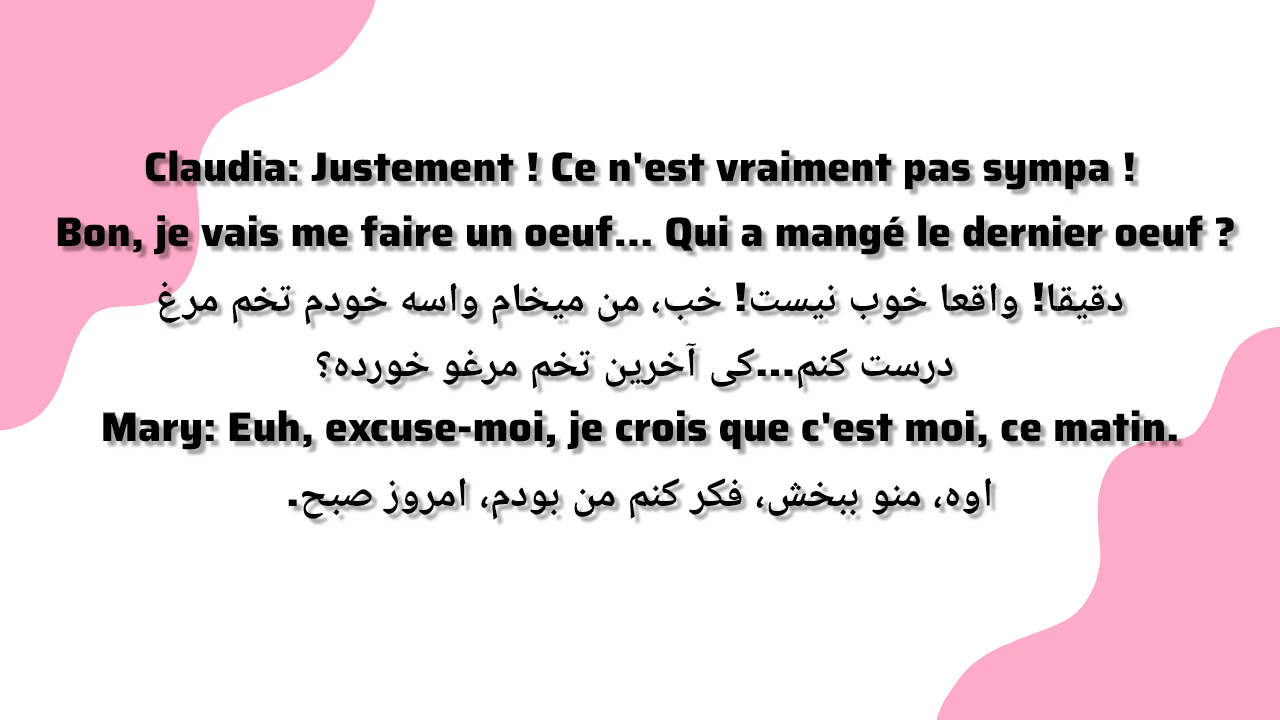 Claudia: Justement ! Ce n'est vraiment pas sympa !
Bon, je vais me faire un oeuf... Qui a mangé le dernier oeuf ?
دقیقا! واقعا خوب نیست! خب، من میخام واسه خودم تخم مرغ
درست کنم...کی آخرین تخم مرغو خورده؟
Mary: Euh, excuse-moi, je crois que c'est moi, ce matin.
اوه، منو ببخش، فکر کنم من بودم، امروز صبح.